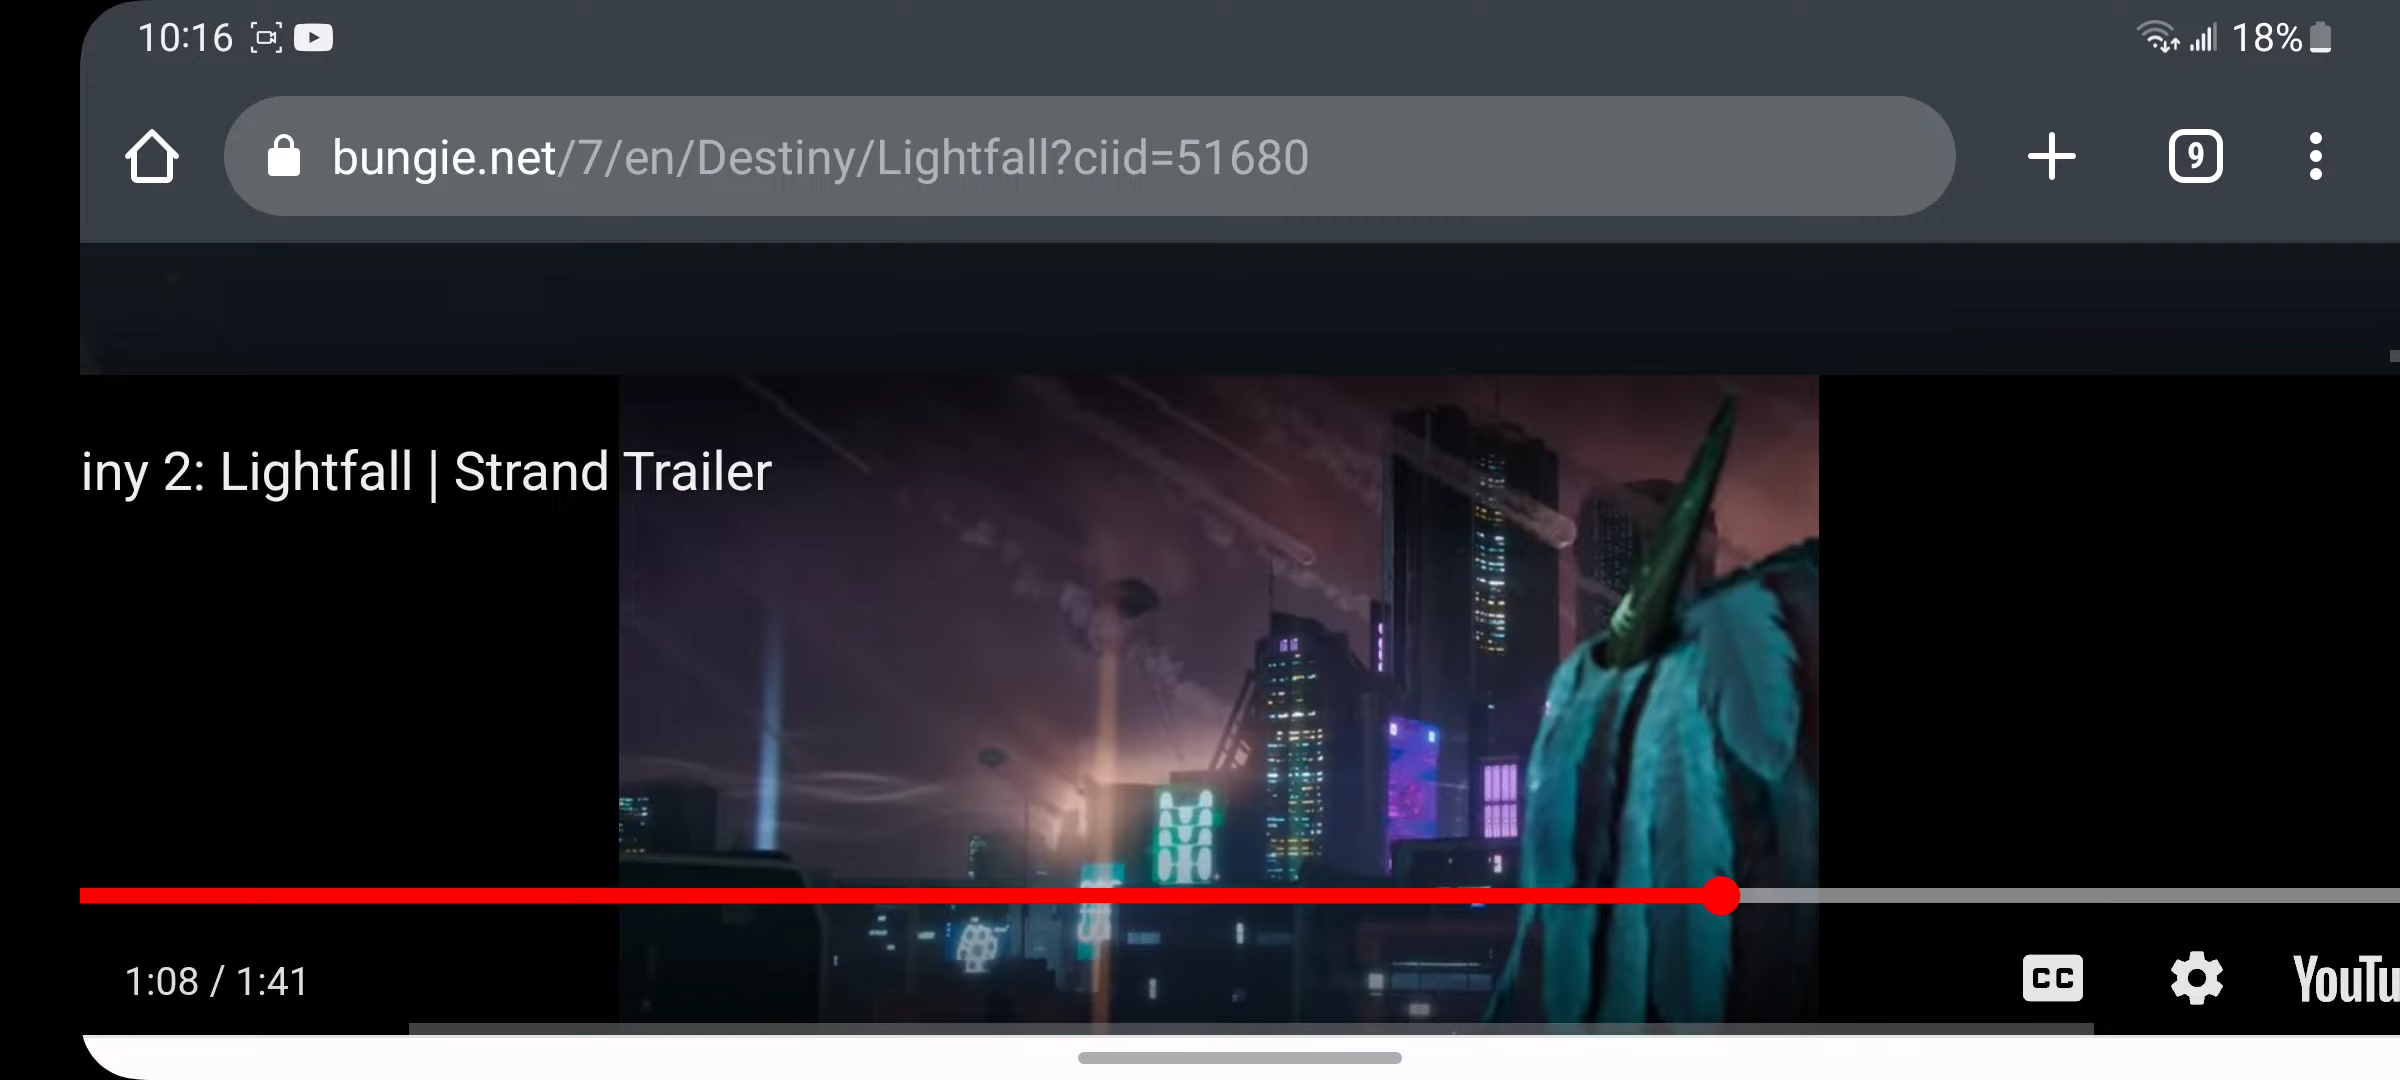 10:16
18%
bungie.net/7/en/Destiny/Lightfall?ciid=51680
9
iny 2: Lightfall | Strand Trailer
1:08 / 1:41
CC
YouTu